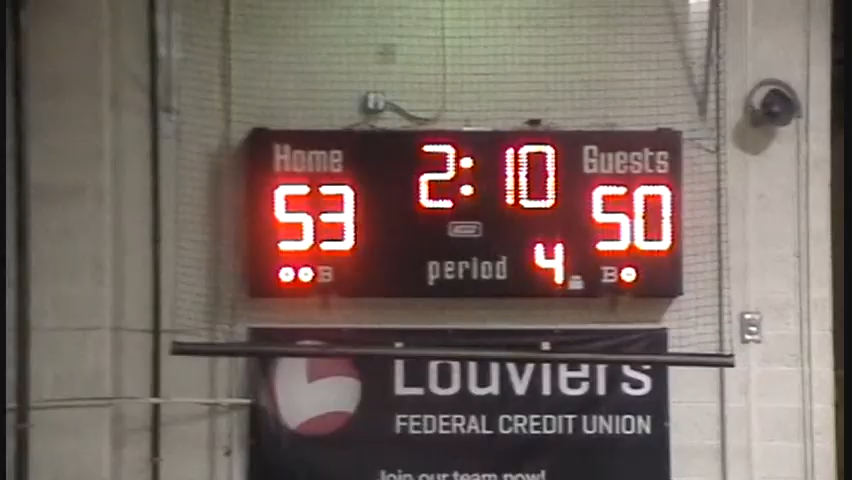 Home 2:10 Guests
53 50
B period 4 B
Louviers
FEDERAL CREDIT UNION
Join our team now!